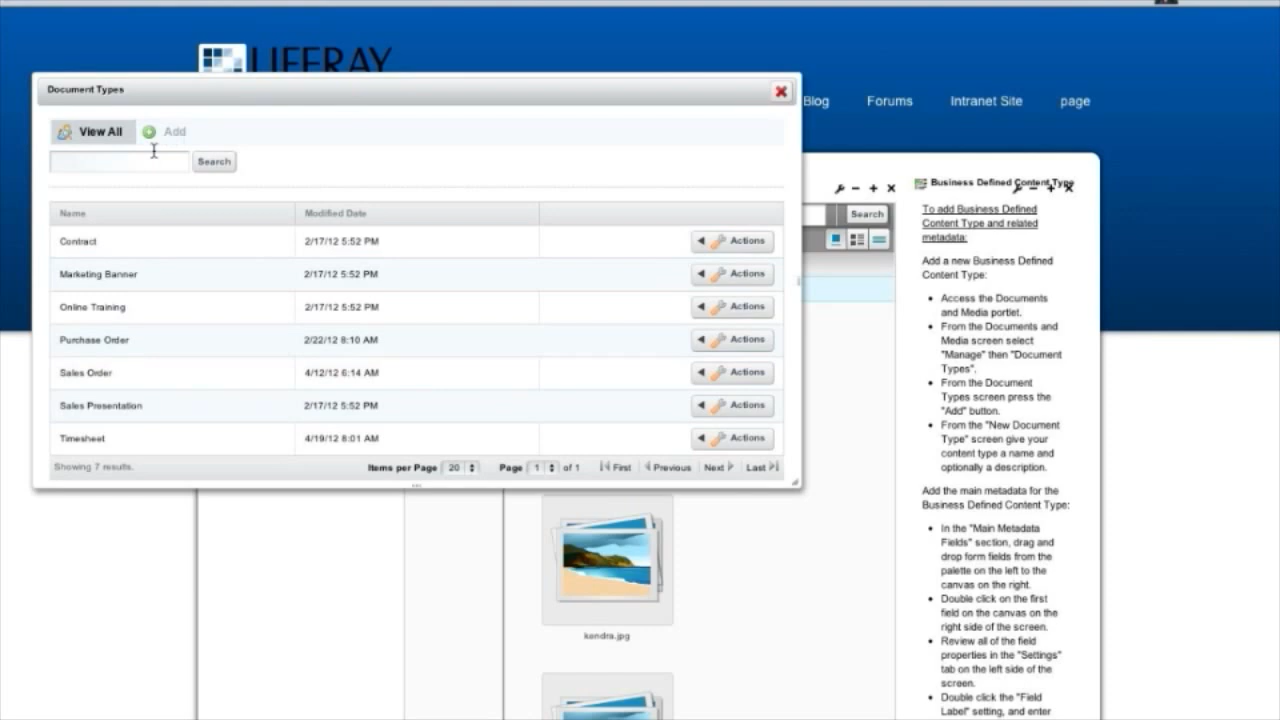 LIFERAY
Document Types
Blog
Forums
Intranet Site
page
View All
Add
Search
Name
Modified Date
Contract
2/17/12 5:52 PM
Actions
Marketing Banner
2/17/12 5:52 PM
Actions
Online Training
2/17/12 5:52 PM
Actions
Purchase Order
2/22/12 8:10 AM
Actions
Sales Order
4/12/12 6:14 AM
Actions
Sales Presentation
2/17/12 5:52 PM
Actions
Timesheet
4/19/12 8:01 AM
Actions
Showing 7 results.
Items per Page 20
Page 1 of 1
First
Previous
Next
Last
Search
kendra.jpg
Business Defined Content Type
To add Business Defined
Content Type and related
metadata:
Add a new Business Defined
Content Type:
• Access the Documents
and Media portlet.
• From the Documents and
Media screen select
"Manage" then "Document
Types".
• From the Document
Types screen press the
"Add" button.
• From the "New Document
Type" screen give your
content type a name and
optionally a description.
Add the main metadata for the
Business Defined Content Type:
• In the "Main Metadata
Fields" section, drag and
drop form fields from the
palette on the left to the
canvas on the right.
• Double click on the first
field on the canvas on the
right side of the screen.
• Review all of the field
properties in the "Settings"
tab on the left side of the
screen.
• Double click the "Field
Label" setting, and enter